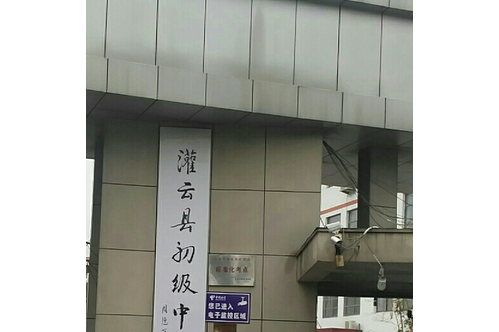 灌云县初级中
标准化考点
您已进入
电子监控区域